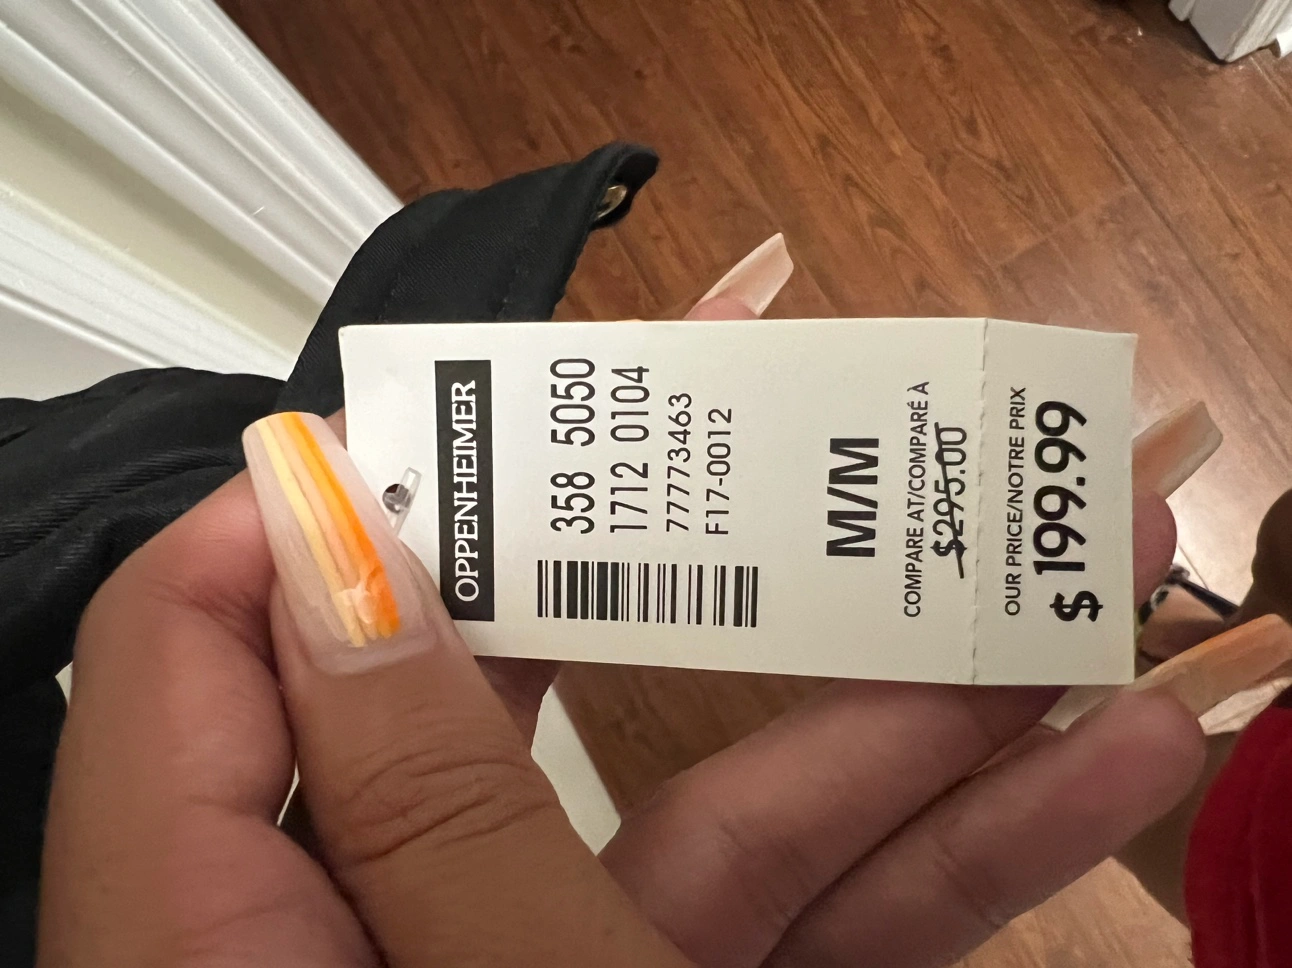 OPPENHEIMER
358 5050
1712 0104
77773463
F17-0012
M/M
COMPARE AT/COMPARÉ À
$295.00
OUR PRICE/NOTRE PRIX
$ 199.99